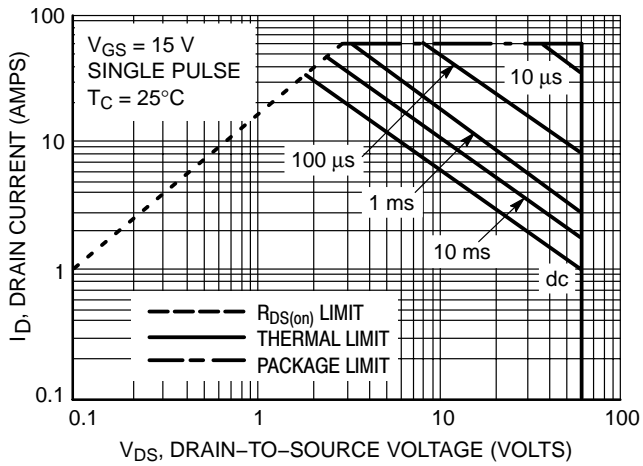 100
10
1
0.1
I_D, DRAIN CURRENT (AMPS)
V_GS = 15 V
SINGLE PULSE
T_C = 25°C
10 µs
100 µs
1 ms
10 ms
dc
R_DS(on) LIMIT
THERMAL LIMIT
PACKAGE LIMIT
0.1
1
10
100
V_DS, DRAIN–TO–SOURCE VOLTAGE (VOLTS)